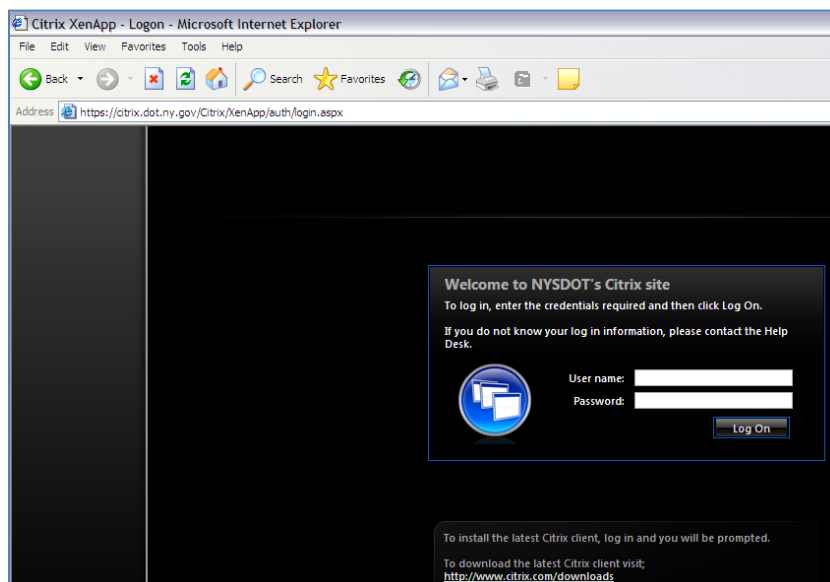 Citrix XenApp - Logon - Microsoft Internet Explorer
File Edit View Favorites Tools Help
Back Search Favorites
Address https://citrix.dot.ny.gov/Citrix/XenApp/auth/login.aspx
Welcome to NYSDOT's Citrix site
To log in, enter the credentials required and then click Log On.
If you do not know your log in information, please contact the Help
Desk.
User name:
Password:
Log On
To install the latest Citrix client, log in and you will be prompted.
To download the latest Citrix client visit;
http://www.citrix.com/downloads